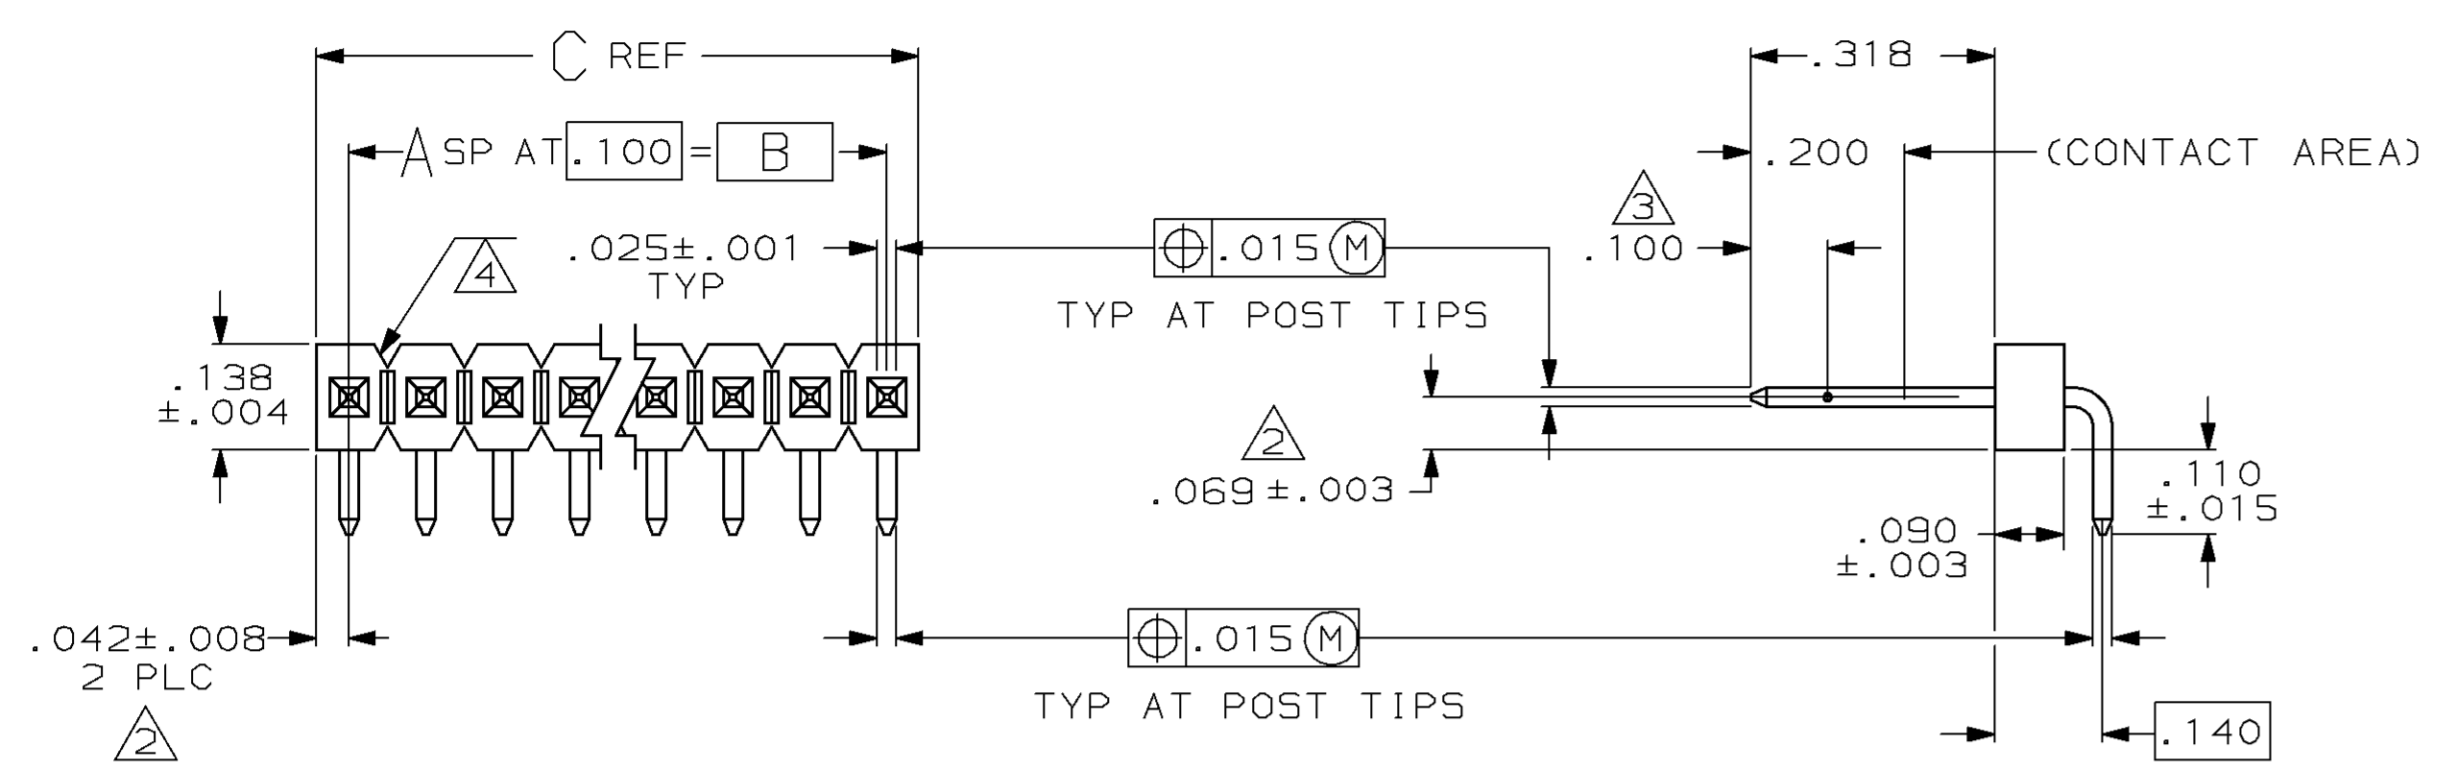 C REF
A SP AT .100 = B
.025±.001
TYP
4
.138
±.004
.042±.008
2 PLC
2
⌖ .015 Ⓜ
TYP AT POST TIPS
.318
.200 (CONTACT AREA)
3
.100
2
.069±.003
.110
±.015
.090
±.003
⌖ .015 Ⓜ
TYP AT POST TIPS
.140